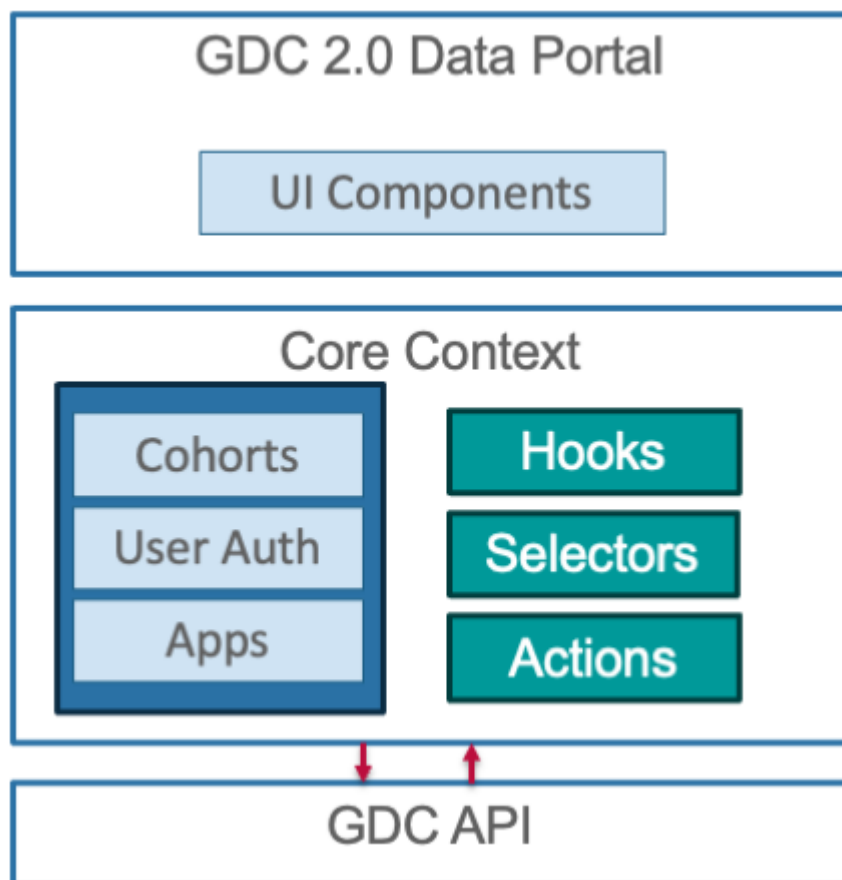 GDC 2.0 Data Portal
UI Components
Core Context
Cohorts
User Auth
Apps
Hooks
Selectors
Actions
GDC API